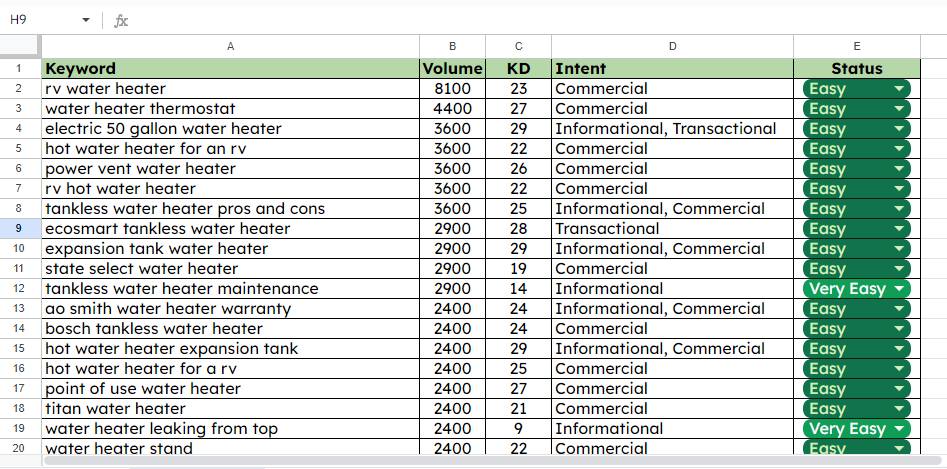 H9 fx
A B C D E
1 Keyword Volume KD Intent Status
2 rv water heater 8100 23 Commercial Easy
3 water heater thermostat 4400 27 Commercial Easy
4 electric 50 gallon water heater 3600 29 Informational, Transactional Easy
5 hot water heater for an rv 3600 22 Commercial Easy
6 power vent water heater 3600 26 Commercial Easy
7 rv hot water heater 3600 22 Commercial Easy
8 tankless water heater pros and cons 3600 25 Informational, Commercial Easy
9 ecosmart tankless water heater 2900 28 Transactional Easy
10 expansion tank water heater 2900 29 Informational, Commercial Easy
11 state select water heater 2900 19 Commercial Easy
12 tankless water heater maintenance 2900 14 Informational Very Easy
13 ao smith water heater warranty 2400 24 Informational, Commercial Easy
14 bosch tankless water heater 2400 24 Commercial Easy
15 hot water heater expansion tank 2400 29 Informational, Commercial Easy
16 hot water heater for a rv 2400 25 Commercial Easy
17 point of use water heater 2400 27 Commercial Easy
18 titan water heater 2400 21 Commercial Easy
19 water heater leaking from top 2400 9 Informational Very Easy
20 water heater stand 2400 22 Commercial Easy